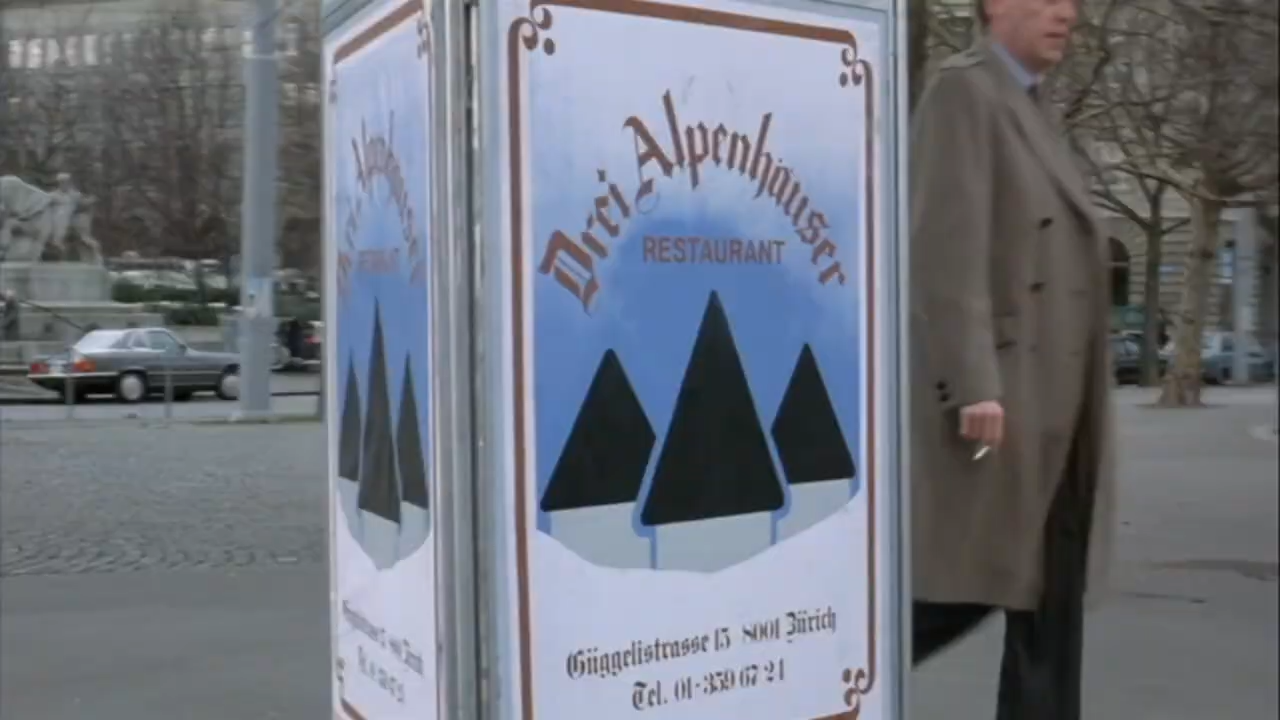 Drei Alpenhäuser
RESTAURANT
Güggelistrasse 15 8001 Zürich
Tel. 01-359 67 21